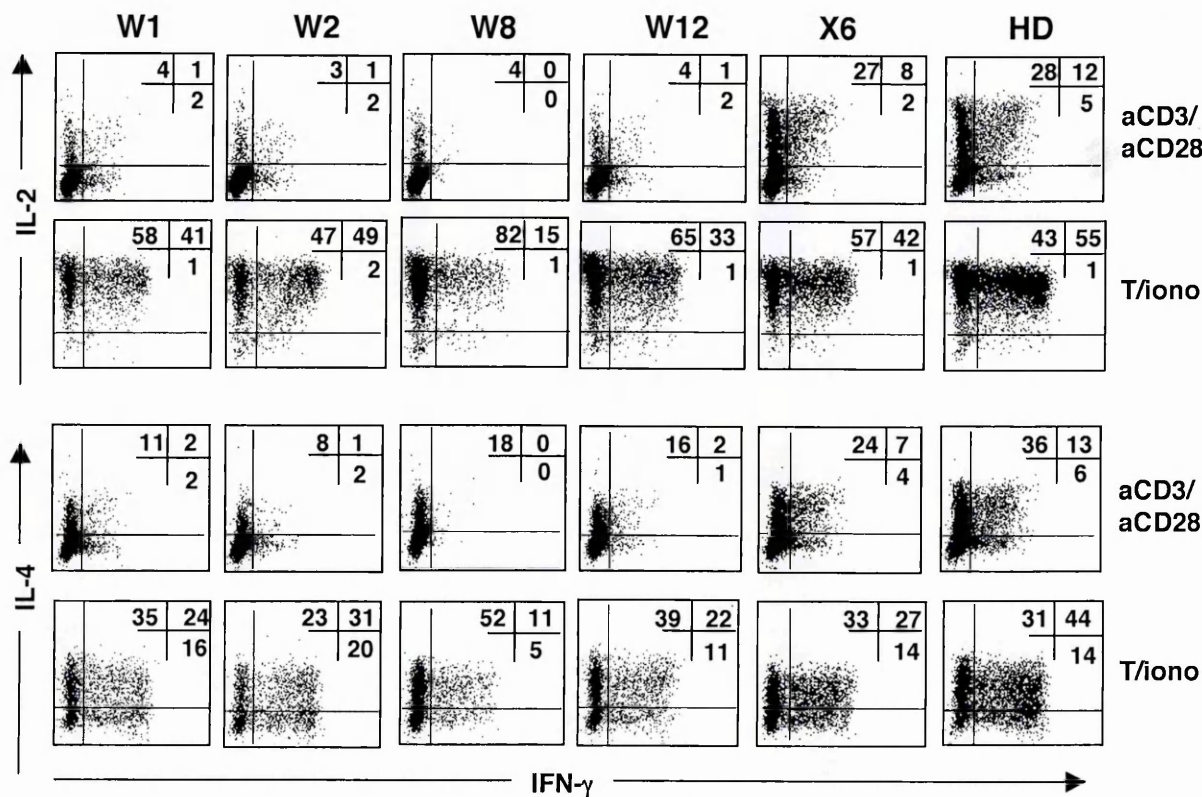 W1 W2 W8 W12 X6 HD
4 1 3 1 4 0 4 1 27 8 28 12
2 2 0 2 2 5
aCD3/
aCD28
IL-2
58 41 47 49 82 15 65 33 57 42 43 55
1 2 1 1 1 1
T/iono
11 2 8 1 18 0 16 2 24 7 36 13
2 2 0 1 4 6
aCD3/
aCD28
IL-4
35 24 23 31 52 11 39 22 33 27 31 44
16 20 5 11 14 14
T/iono
IFN-γ